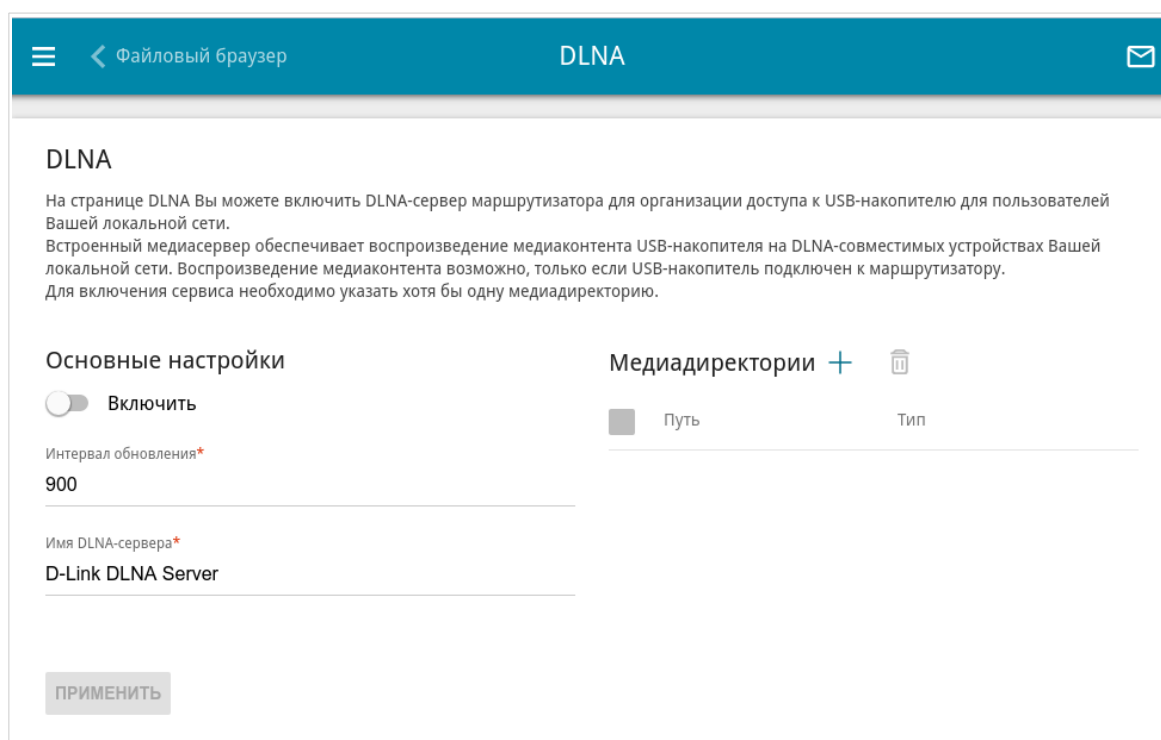 Файловый браузер
DLNA
DLNA
На странице DLNA Вы можете включить DLNA-сервер маршрутизатора для организации доступа к USB-накопителю для пользователей
Вашей локальной сети.
Встроенный медиасервер обеспечивает воспроизведение медиаконтента USB-накопителя на DLNA-совместимых устройствах Вашей
локальной сети. Воспроизведение медиаконтента возможно, только если USB-накопитель подключен к маршрутизатору.
Для включения сервиса необходимо указать хотя бы одну медиадиректорию.
Основные настройки
Включить
Интервал обновления*
900
Имя DLNA-сервера*
D-Link DLNA Server
ПРИМЕНИТЬ
Медиадиректории
Путь Тип